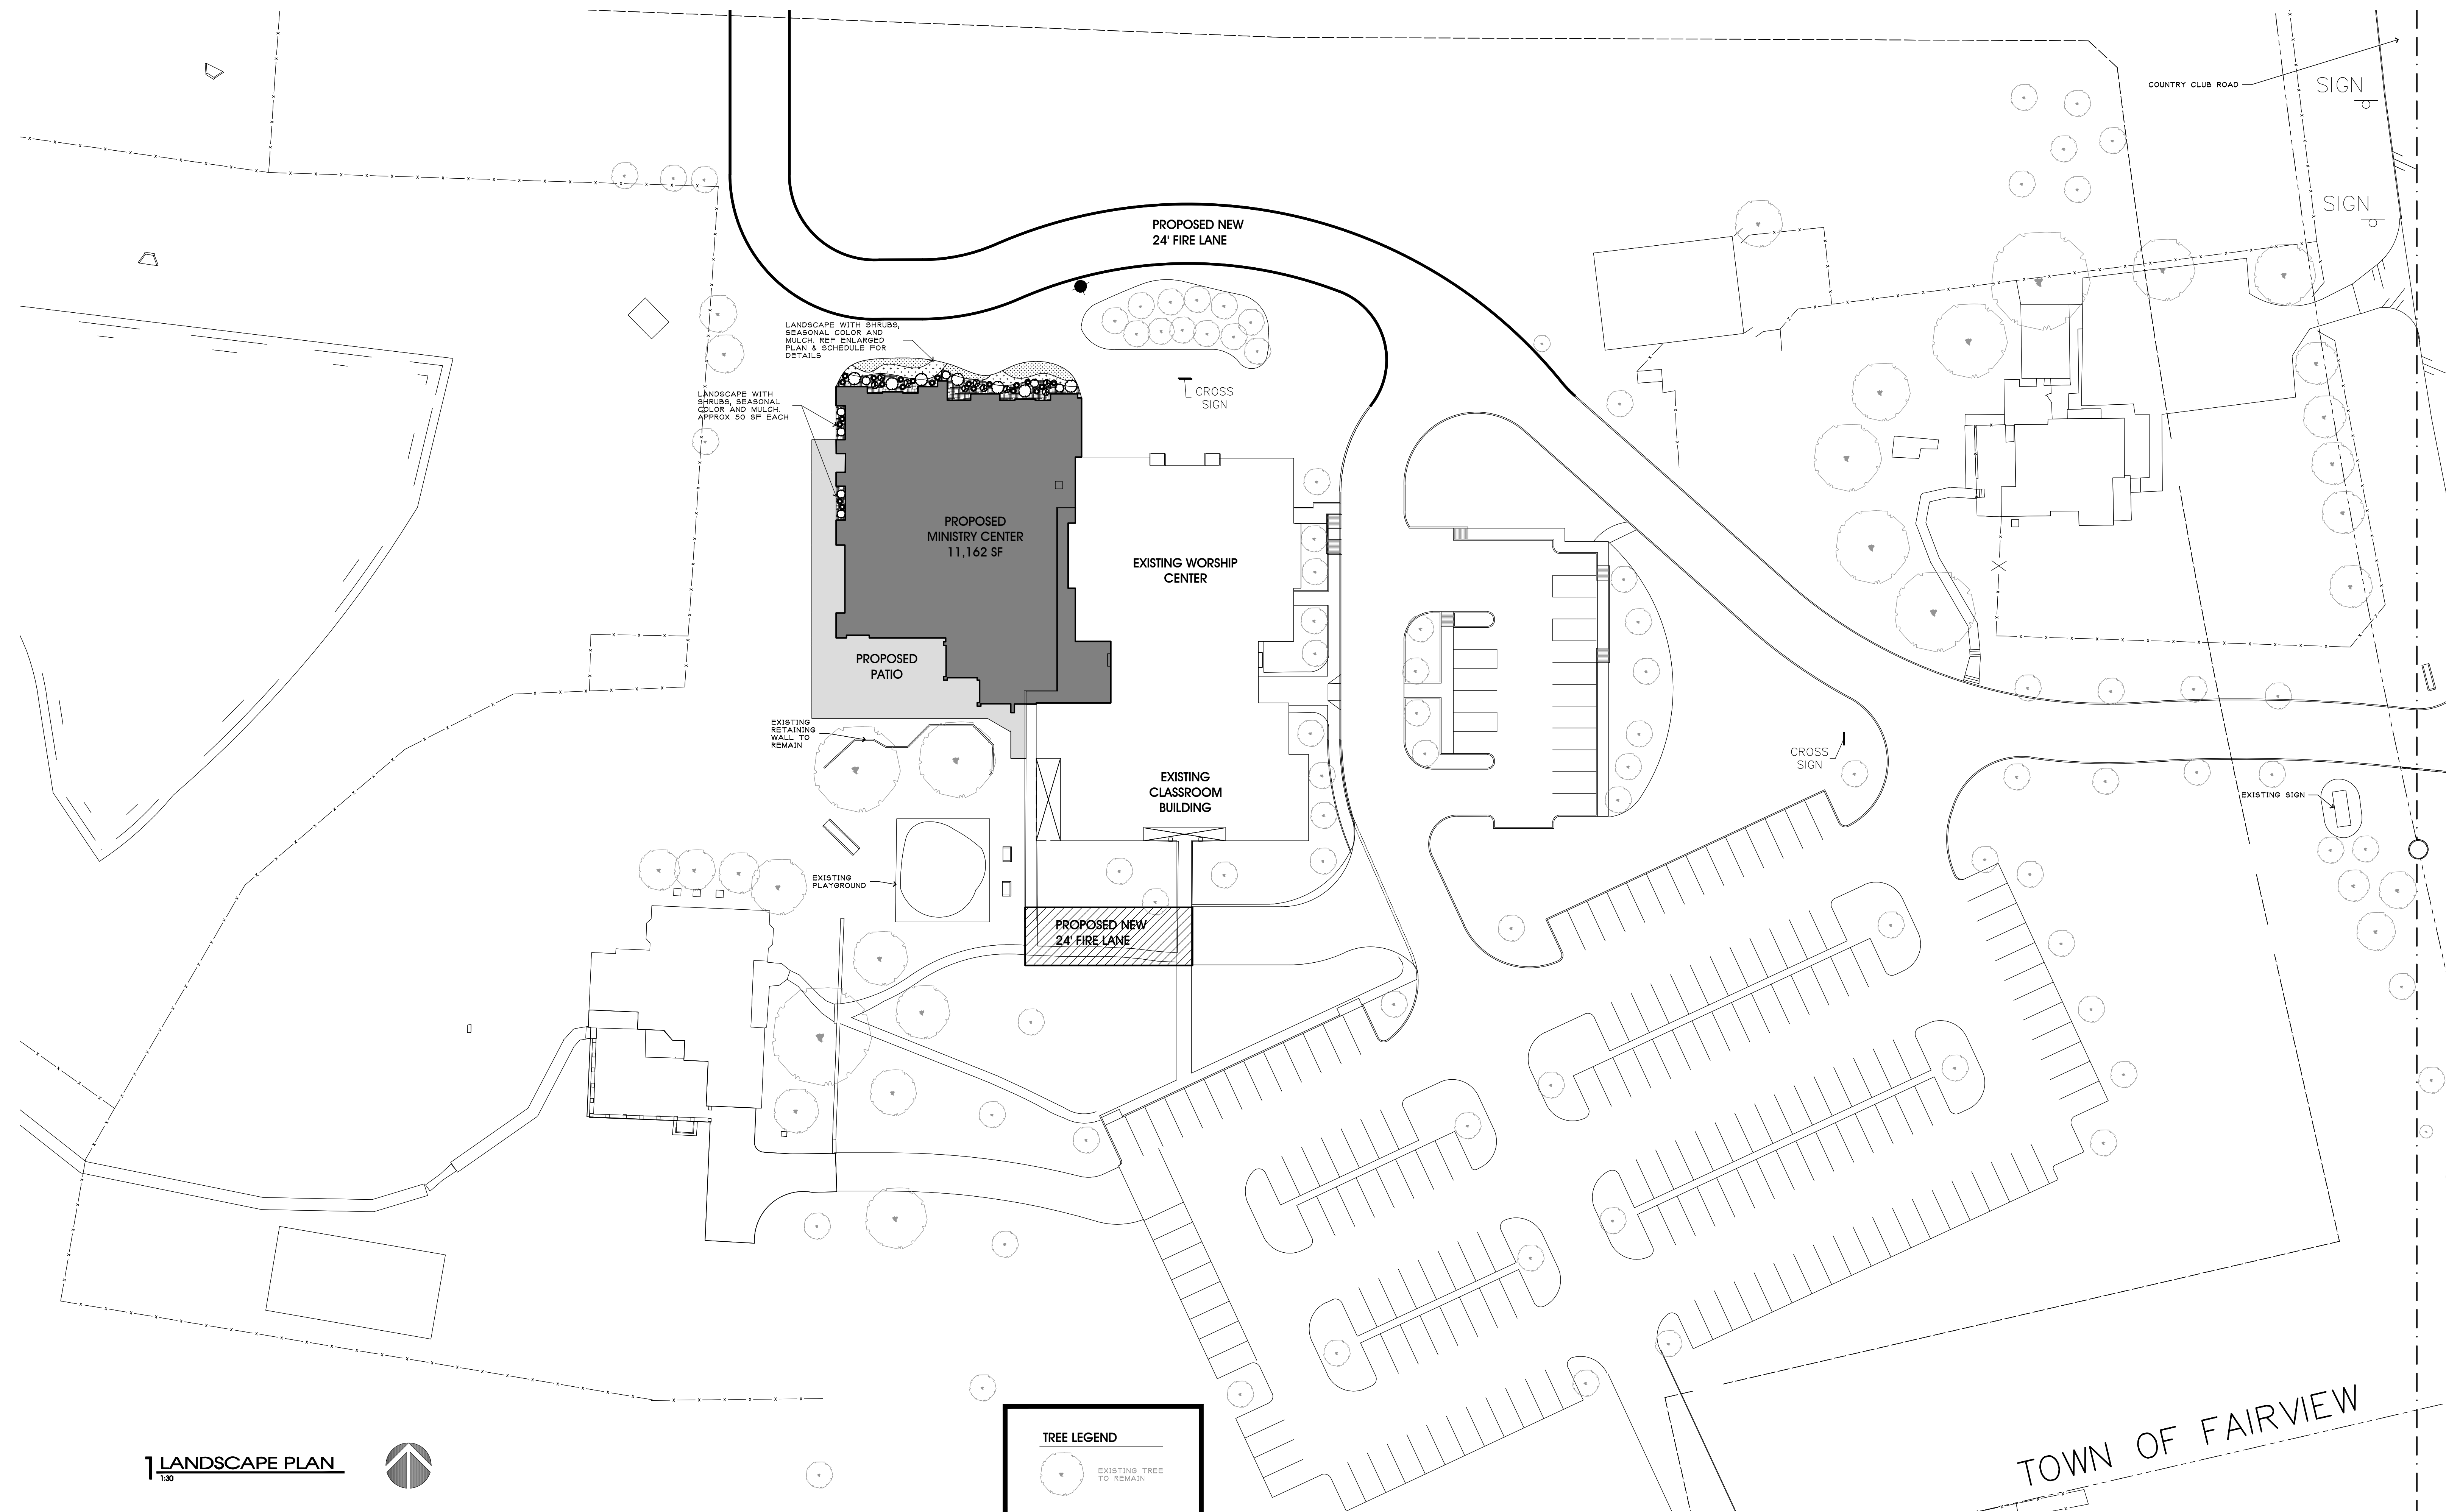 COUNTRY CLUB ROAD
SIGN
SIGN
PROPOSED NEW
24' FIRE LANE
LANDSCAPE WITH SHRUBS,
SEASONAL COLOR AND
MULCH. REF ENLARGED
PLAN & SCHEDULE FOR
DETAILS
LANDSCAPE WITH
SHRUBS, SEASONAL
COLOR AND MULCH.
APPROX 50 SF EACH
CROSS
SIGN
PROPOSED
MINISTRY CENTER
11,162 SF
EXISTING WORSHIP
CENTER
PROPOSED
PATIO
EXISTING
RETAINING
WALL TO
REMAIN
CROSS
SIGN
EXISTING
CLASSROOM
BUILDING
EXISTING SIGN
EXISTING
PLAYGROUND
PROPOSED NEW
24' FIRE LANE
TOWN OF FAIRVIEW
TREE LEGEND
EXISTING TREE
TO REMAIN
1 LANDSCAPE PLAN
1:30